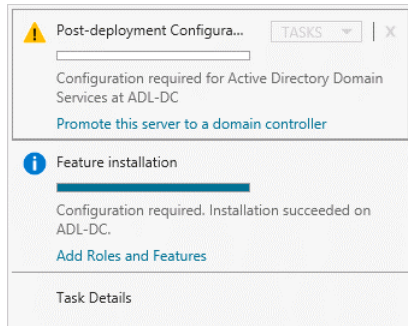 Post-deployment Configura...
TASKS
X
Configuration required for Active Directory Domain
Services at ADL-DC
Promote this server to a domain controller
Feature installation
Configuration required. Installation succeeded on
ADL-DC.
Add Roles and Features
Task Details